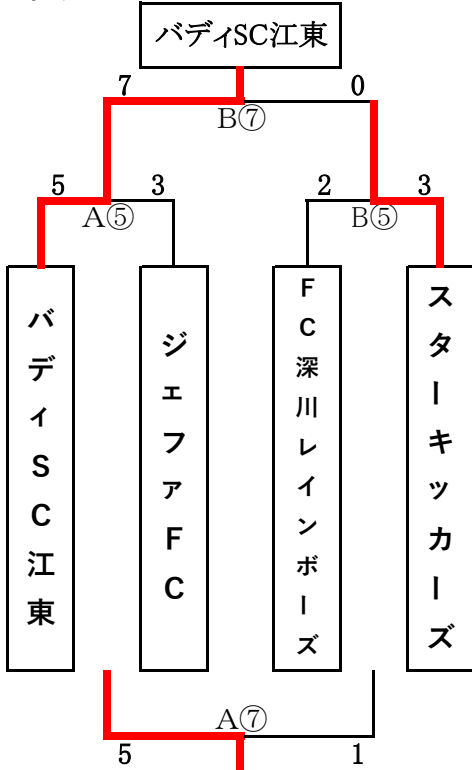 バディSC江東
7 0
B⑦
5 3 2 3
A⑤ B⑤
バディSC江東
ジェファFC
FC深川レインボーズ
スターキッカーズ
A⑦
5 1